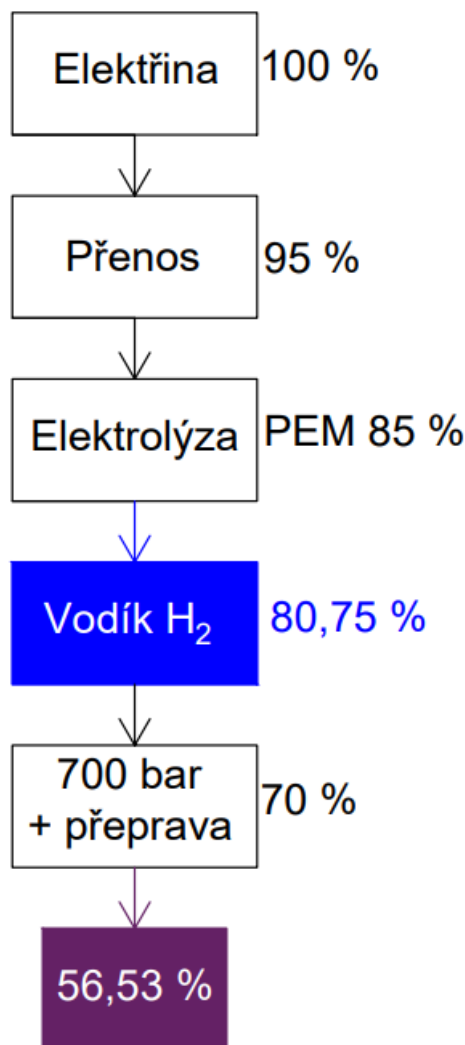 Elektřina 100 %
Přenos 95 %
Elektrolýza PEM 85 %
Vodík H₂ 80,75 %
700 bar
+ přeprava 70 %
56,53 %